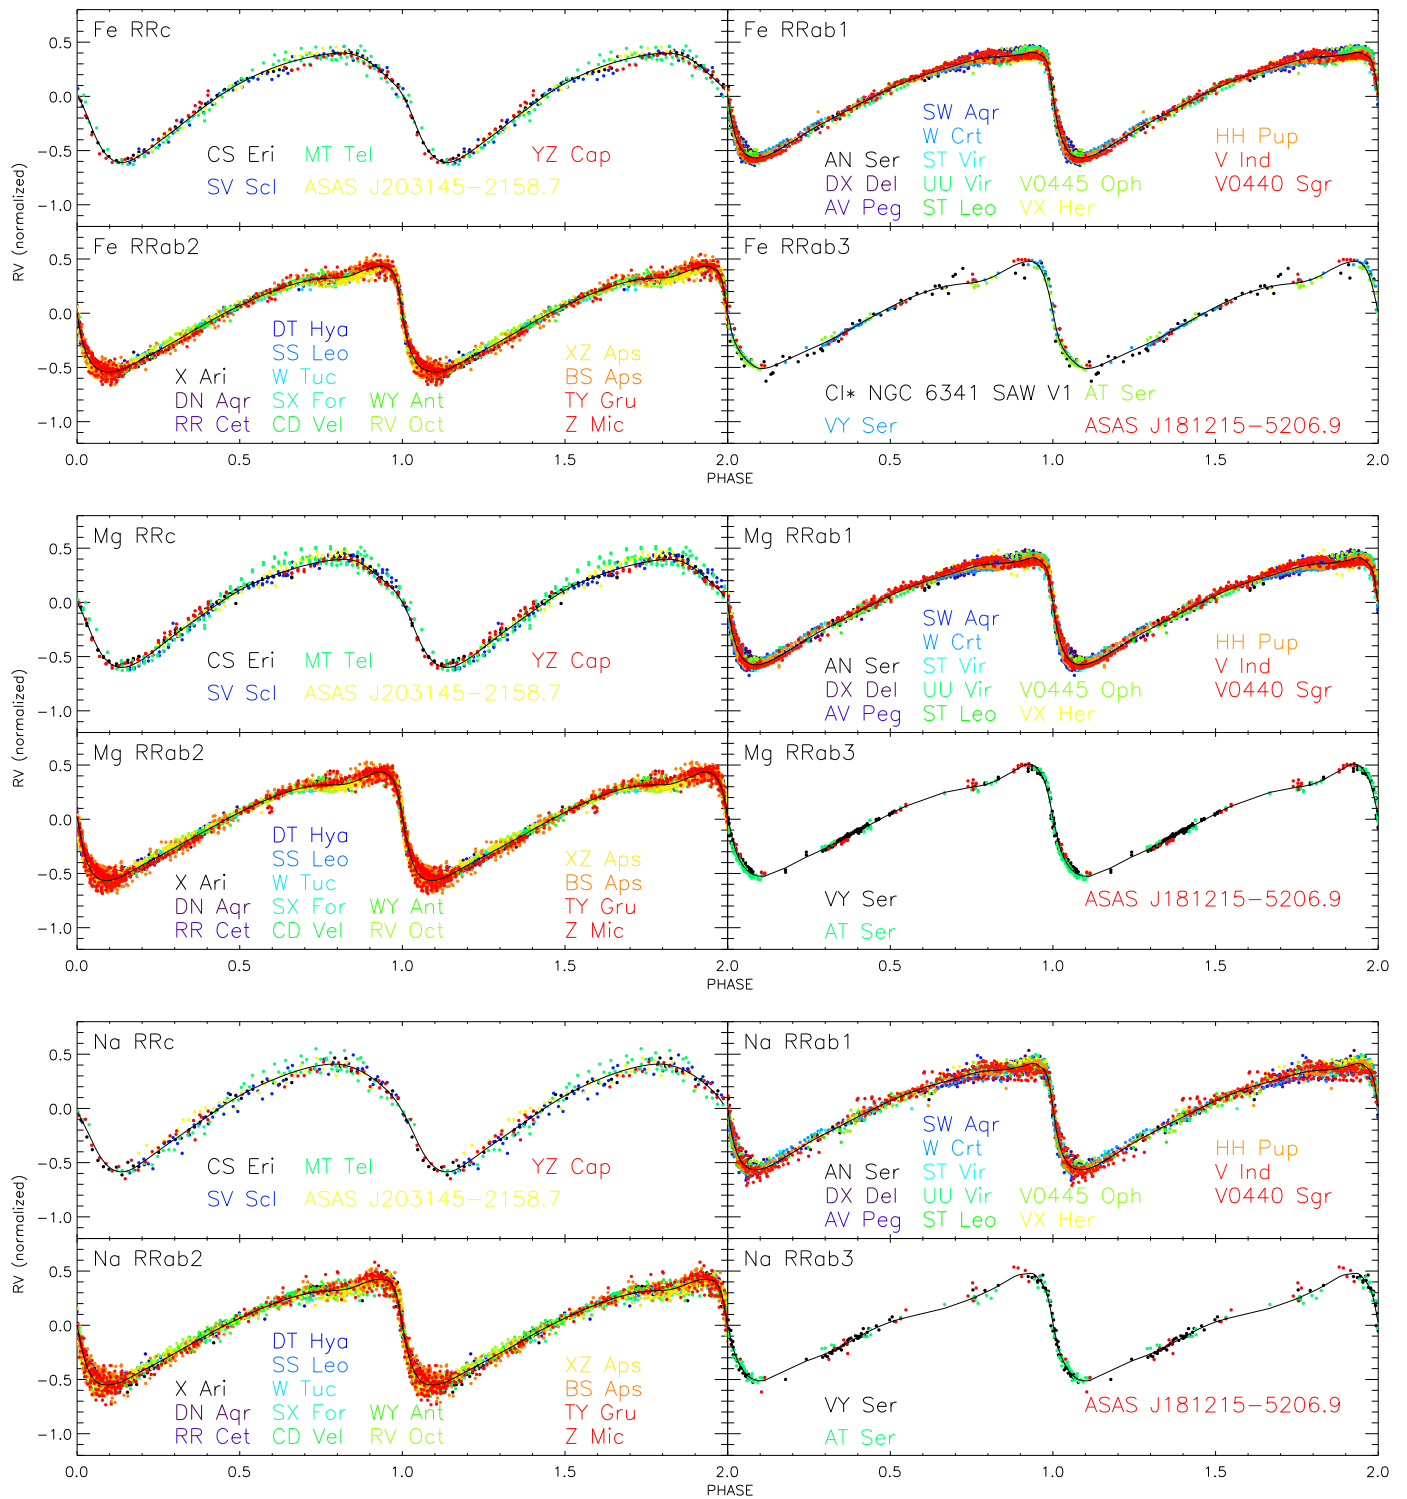 Fe RRc
Fe RRab1
0.5
0.0
−0.5
−1.0
CS Eri MT Tel YZ Cap
SV Scl ASAS J203145−2158.7
SW Aqr
W Crt HH Pup
AN Ser ST Vir V Ind
DX Del UU Vir V0445 Oph V0440 Sgr
AV Peg ST Leo VX Her
RV (normalized)
Fe RRab2
Fe RRab3
0.5
0.0
−0.5
−1.0
DT Hya
SS Leo XZ Aps
X Ari W Tuc BS Aps
DN Aqr SX For WY Ant TY Gru
RR Cet CD Vel RV Oct Z Mic
Cl* NGC 6341 SAW V1 AT Ser
VY Ser ASAS J181215−5206.9
0.0 0.5 1.0 1.5 2.0 0.5 1.0 1.5 2.0
PHASE
Mg RRc
Mg RRab1
0.5
0.0
−0.5
−1.0
CS Eri MT Tel YZ Cap
SV Scl ASAS J203145−2158.7
SW Aqr
W Crt HH Pup
AN Ser ST Vir V Ind
DX Del UU Vir V0445 Oph V0440 Sgr
AV Peg ST Leo VX Her
RV (normalized)
Mg RRab2
Mg RRab3
0.5
0.0
−0.5
−1.0
DT Hya
SS Leo XZ Aps
X Ari W Tuc BS Aps
DN Aqr SX For WY Ant TY Gru
RR Cet CD Vel RV Oct Z Mic
VY Ser ASAS J181215−5206.9
AT Ser
0.0 0.5 1.0 1.5 2.0 0.5 1.0 1.5 2.0
PHASE
Na RRc
Na RRab1
0.5
0.0
−0.5
−1.0
CS Eri MT Tel YZ Cap
SV Scl ASAS J203145−2158.7
SW Aqr
W Crt HH Pup
AN Ser ST Vir V Ind
DX Del UU Vir V0445 Oph V0440 Sgr
AV Peg ST Leo VX Her
RV (normalized)
Na RRab2
Na RRab3
0.5
0.0
−0.5
−1.0
DT Hya
SS Leo XZ Aps
X Ari W Tuc BS Aps
DN Aqr SX For WY Ant TY Gru
RR Cet CD Vel RV Oct Z Mic
VY Ser ASAS J181215−5206.9
AT Ser
0.0 0.5 1.0 1.5 2.0 0.5 1.0 1.5 2.0
PHASE